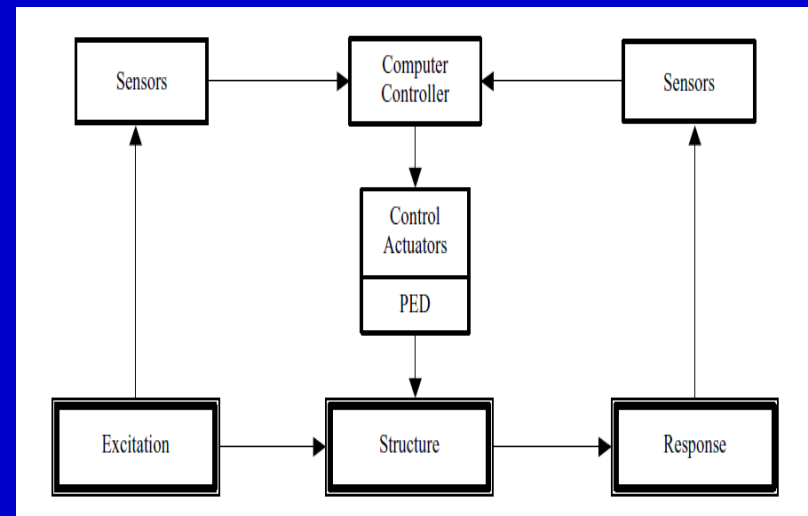 Sensors
Computer
Controller
Sensors
Control
Actuators
PED
Excitation
Structure
Response